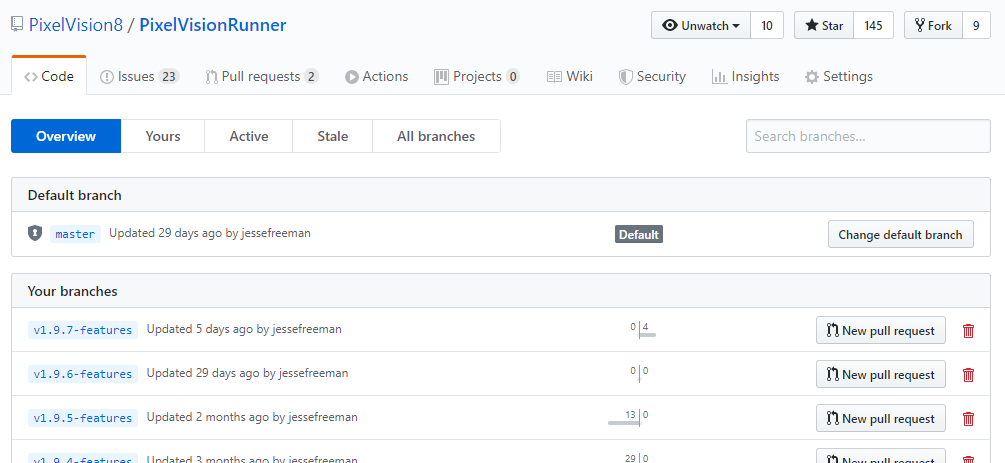 PixelVision8 / PixelVisionRunner Unwatch 10 Star 145 Fork 9
Code Issues 23 Pull requests 2 Actions Projects 0 Wiki Security Insights Settings
Overview Yours Active Stale All branches Search branches...
Default branch
master Updated 29 days ago by jessefreeman Default Change default branch
Your branches
v1.9.7-features Updated 5 days ago by jessefreeman 0 4 New pull request
v1.9.6-features Updated 29 days ago by jessefreeman 0 0 New pull request
v1.9.5-features Updated 2 months ago by jessefreeman 13 0 New pull request
v1.9.4-features Updated 3 months ago by jessefreeman 29 0 New pull request